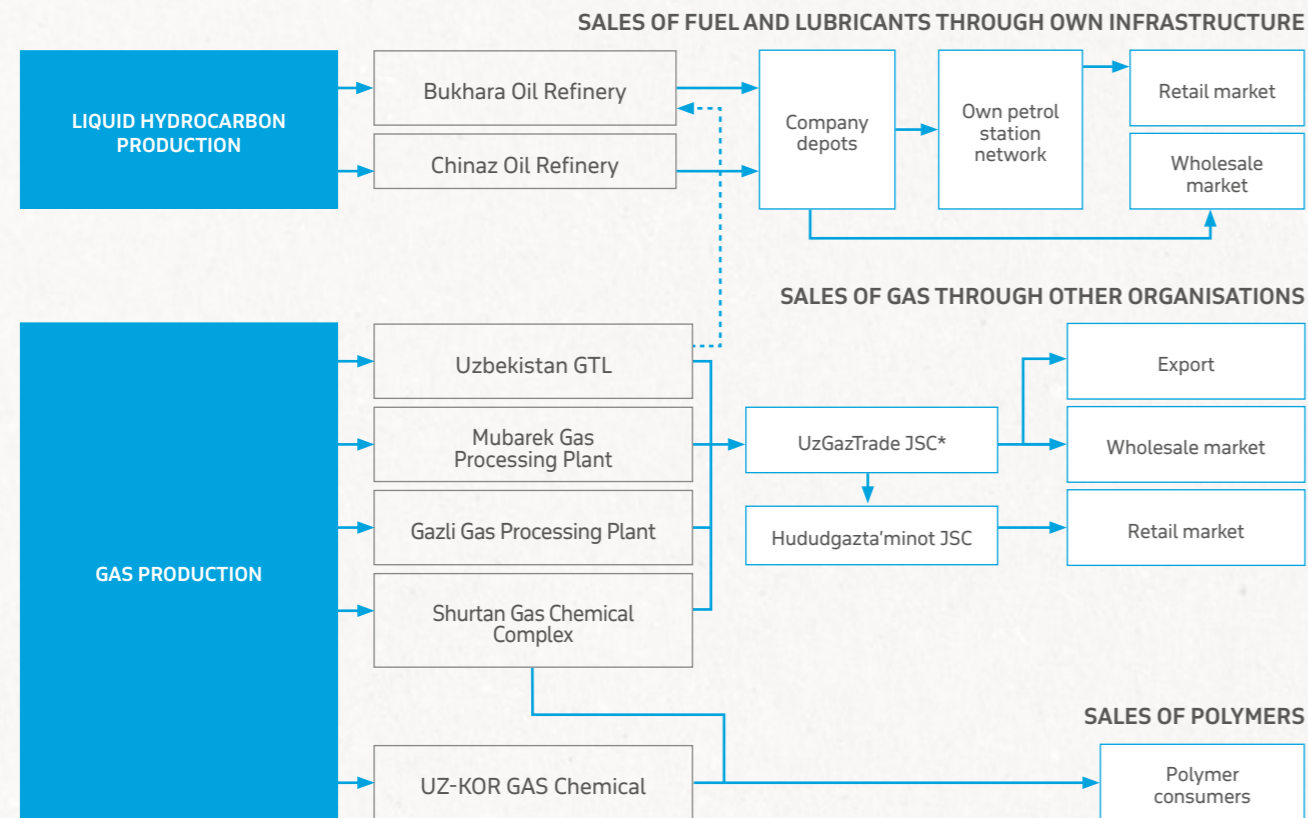 SALES OF FUEL AND LUBRICANTS THROUGH OWN INFRASTRUCTURE
LIQUID HYDROCARBON
PRODUCTION
Bukhara Oil Refinery
Chinaz Oil Refinery
Company
depots
Own petrol
station
network
Retail market
Wholesale
market
SALES OF GAS THROUGH OTHER ORGANISATIONS
GAS PRODUCTION
Uzbekistan GTL
Mubarek Gas
Processing Plant
Gazli Gas Processing Plant
Shurtan Gas Chemical
Complex
UzGazTrade JSC*
Hududgazta'minot JSC
Export
Wholesale market
Retail market
SALES OF POLYMERS
UZ-KOR GAS Chemical
Polymer
consumers